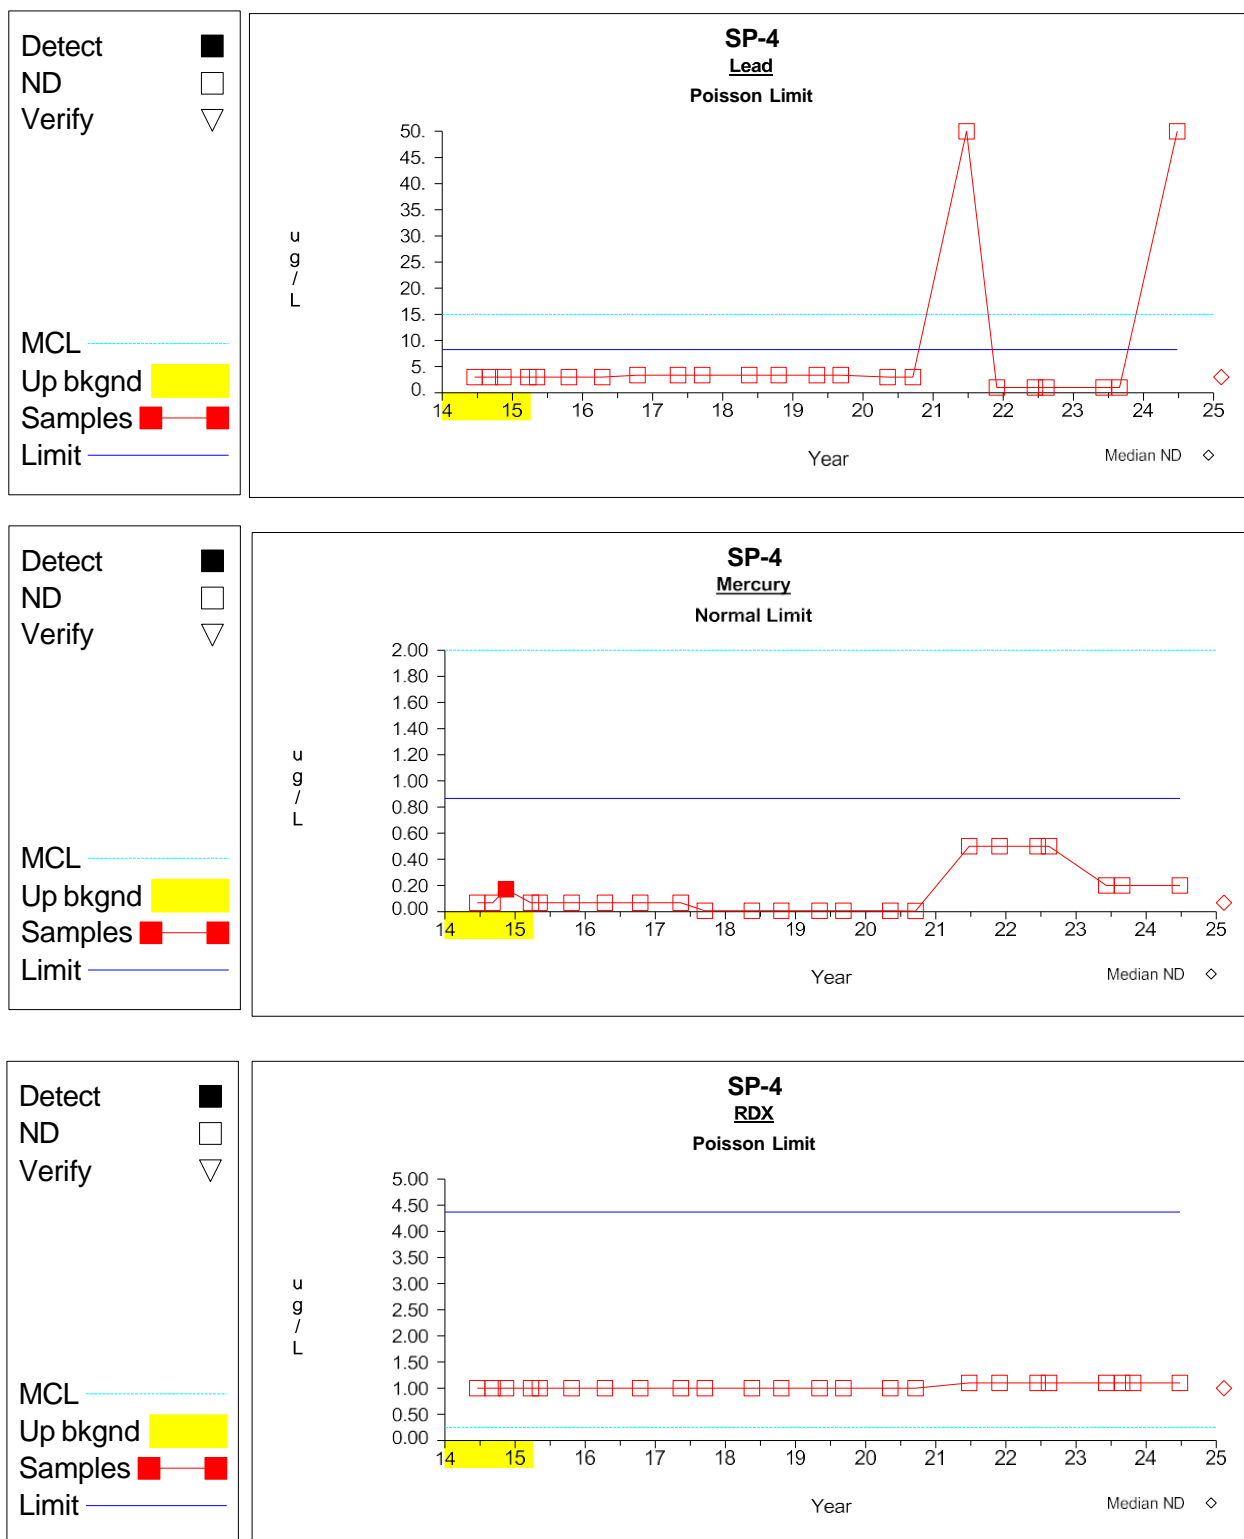 Detect
ND
Verify
MCL
Up bkgnd
Samples
Limit
SP-4
Lead
Poisson Limit
50.
45.
40.
35.
30.
25.
20.
15.
10.
5.
0.
u
g
/
L
14 15 16 17 18 19 20 21 22 23 24 25
Year
Median ND
Detect
ND
Verify
MCL
Up bkgnd
Samples
Limit
SP-4
Mercury
Normal Limit
2.00
1.80
1.60
1.40
1.20
1.00
0.80
0.60
0.40
0.20
0.00
u
g
/
L
14 15 16 17 18 19 20 21 22 23 24 25
Year
Median ND
Detect
ND
Verify
MCL
Up bkgnd
Samples
Limit
SP-4
RDX
Poisson Limit
5.00
4.50
4.00
3.50
3.00
2.50
2.00
1.50
1.00
0.50
0.00
u
g
/
L
14 15 16 17 18 19 20 21 22 23 24 25
Year
Median ND